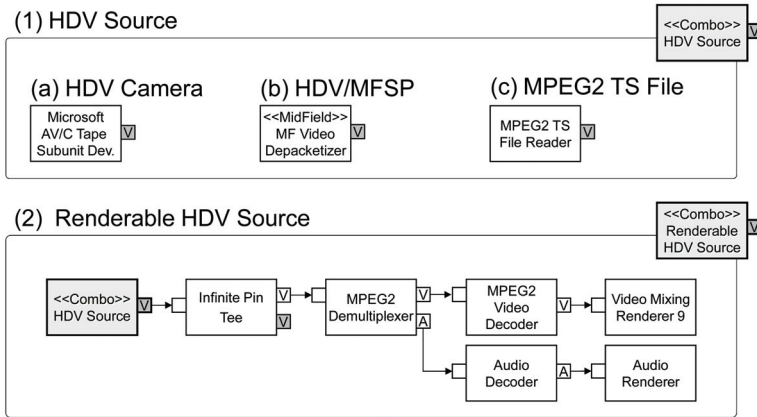 (1) HDV Source
<<Combo>>
HDV Source
V
(a) HDV Camera
Microsoft
AV/C Tape
Subunit Dev.
V
(b) HDV/MFSP
<<MidField>>
MF Video
Depacketizer
V
(c) MPEG2 TS File
MPEG2 TS
File Reader
V
(2) Renderable HDV Source
<<Combo>>
Renderable
HDV Source
V
<<Combo>>
HDV Source
V
Infinite Pin
Tee
V
V
MPEG2
Demultiplexer
V
A
MPEG2
Video
Decoder
V
Video Mixing
Renderer 9
Audio
Decoder
A
Audio
Renderer